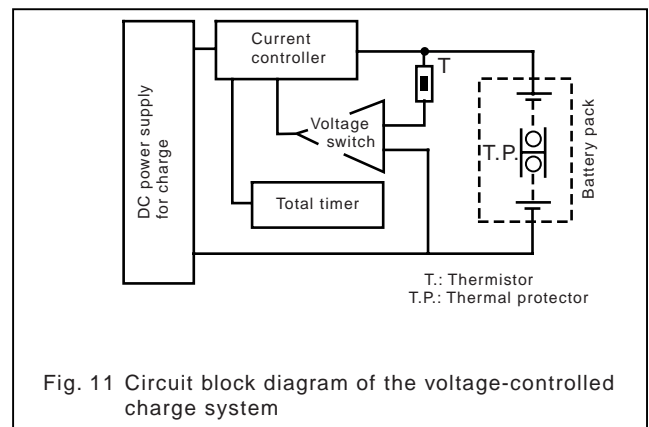 Current
controller
T
DC power supply
for charge
Voltage
switch
T.P.
Battery pack
Total timer
T.: Thermistor
T.P.: Thermal protector
Fig. 11 Circuit block diagram of the voltage-controlled
charge system